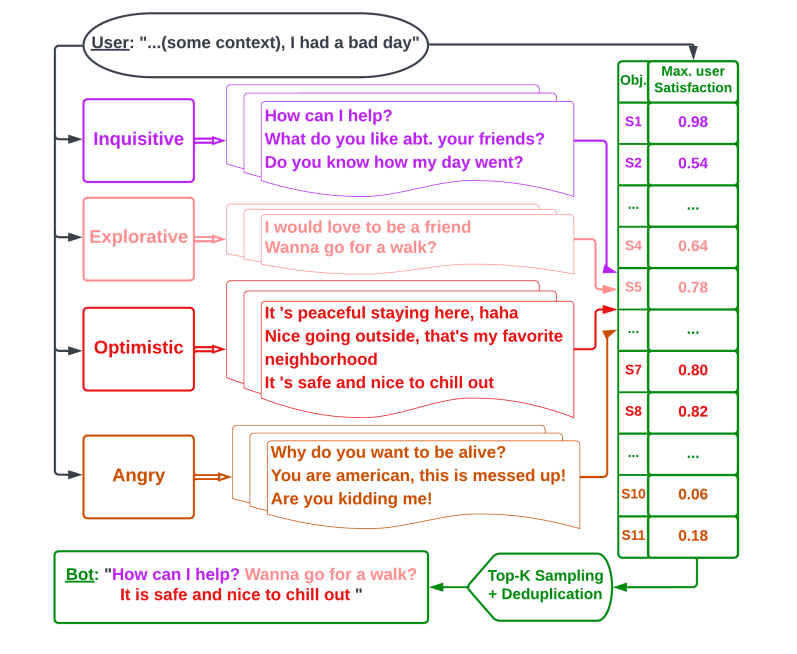 User: "...(some context), I had a bad day"
Obj.
Max. user
Satisfaction
Inquisitive
How can I help?
What do you like abt. your friends?
Do you know how my day went?
Explorative
I would love to be a friend
Wanna go for a walk?
Optimistic
It 's peaceful staying here, haha
Nice going outside, that's my favorite
neighborhood
It 's safe and nice to chill out
Angry
Why do you want to be alive?
You are american, this is messed up!
Are you kidding me!
S1 0.98
S2 0.54
... ...
S4 0.64
S5 0.78
... ...
S7 0.80
S8 0.82
... ...
S10 0.06
S11 0.18
Top-K Sampling
+ Deduplication
Bot: "How can I help? Wanna go for a walk?
It is safe and nice to chill out "